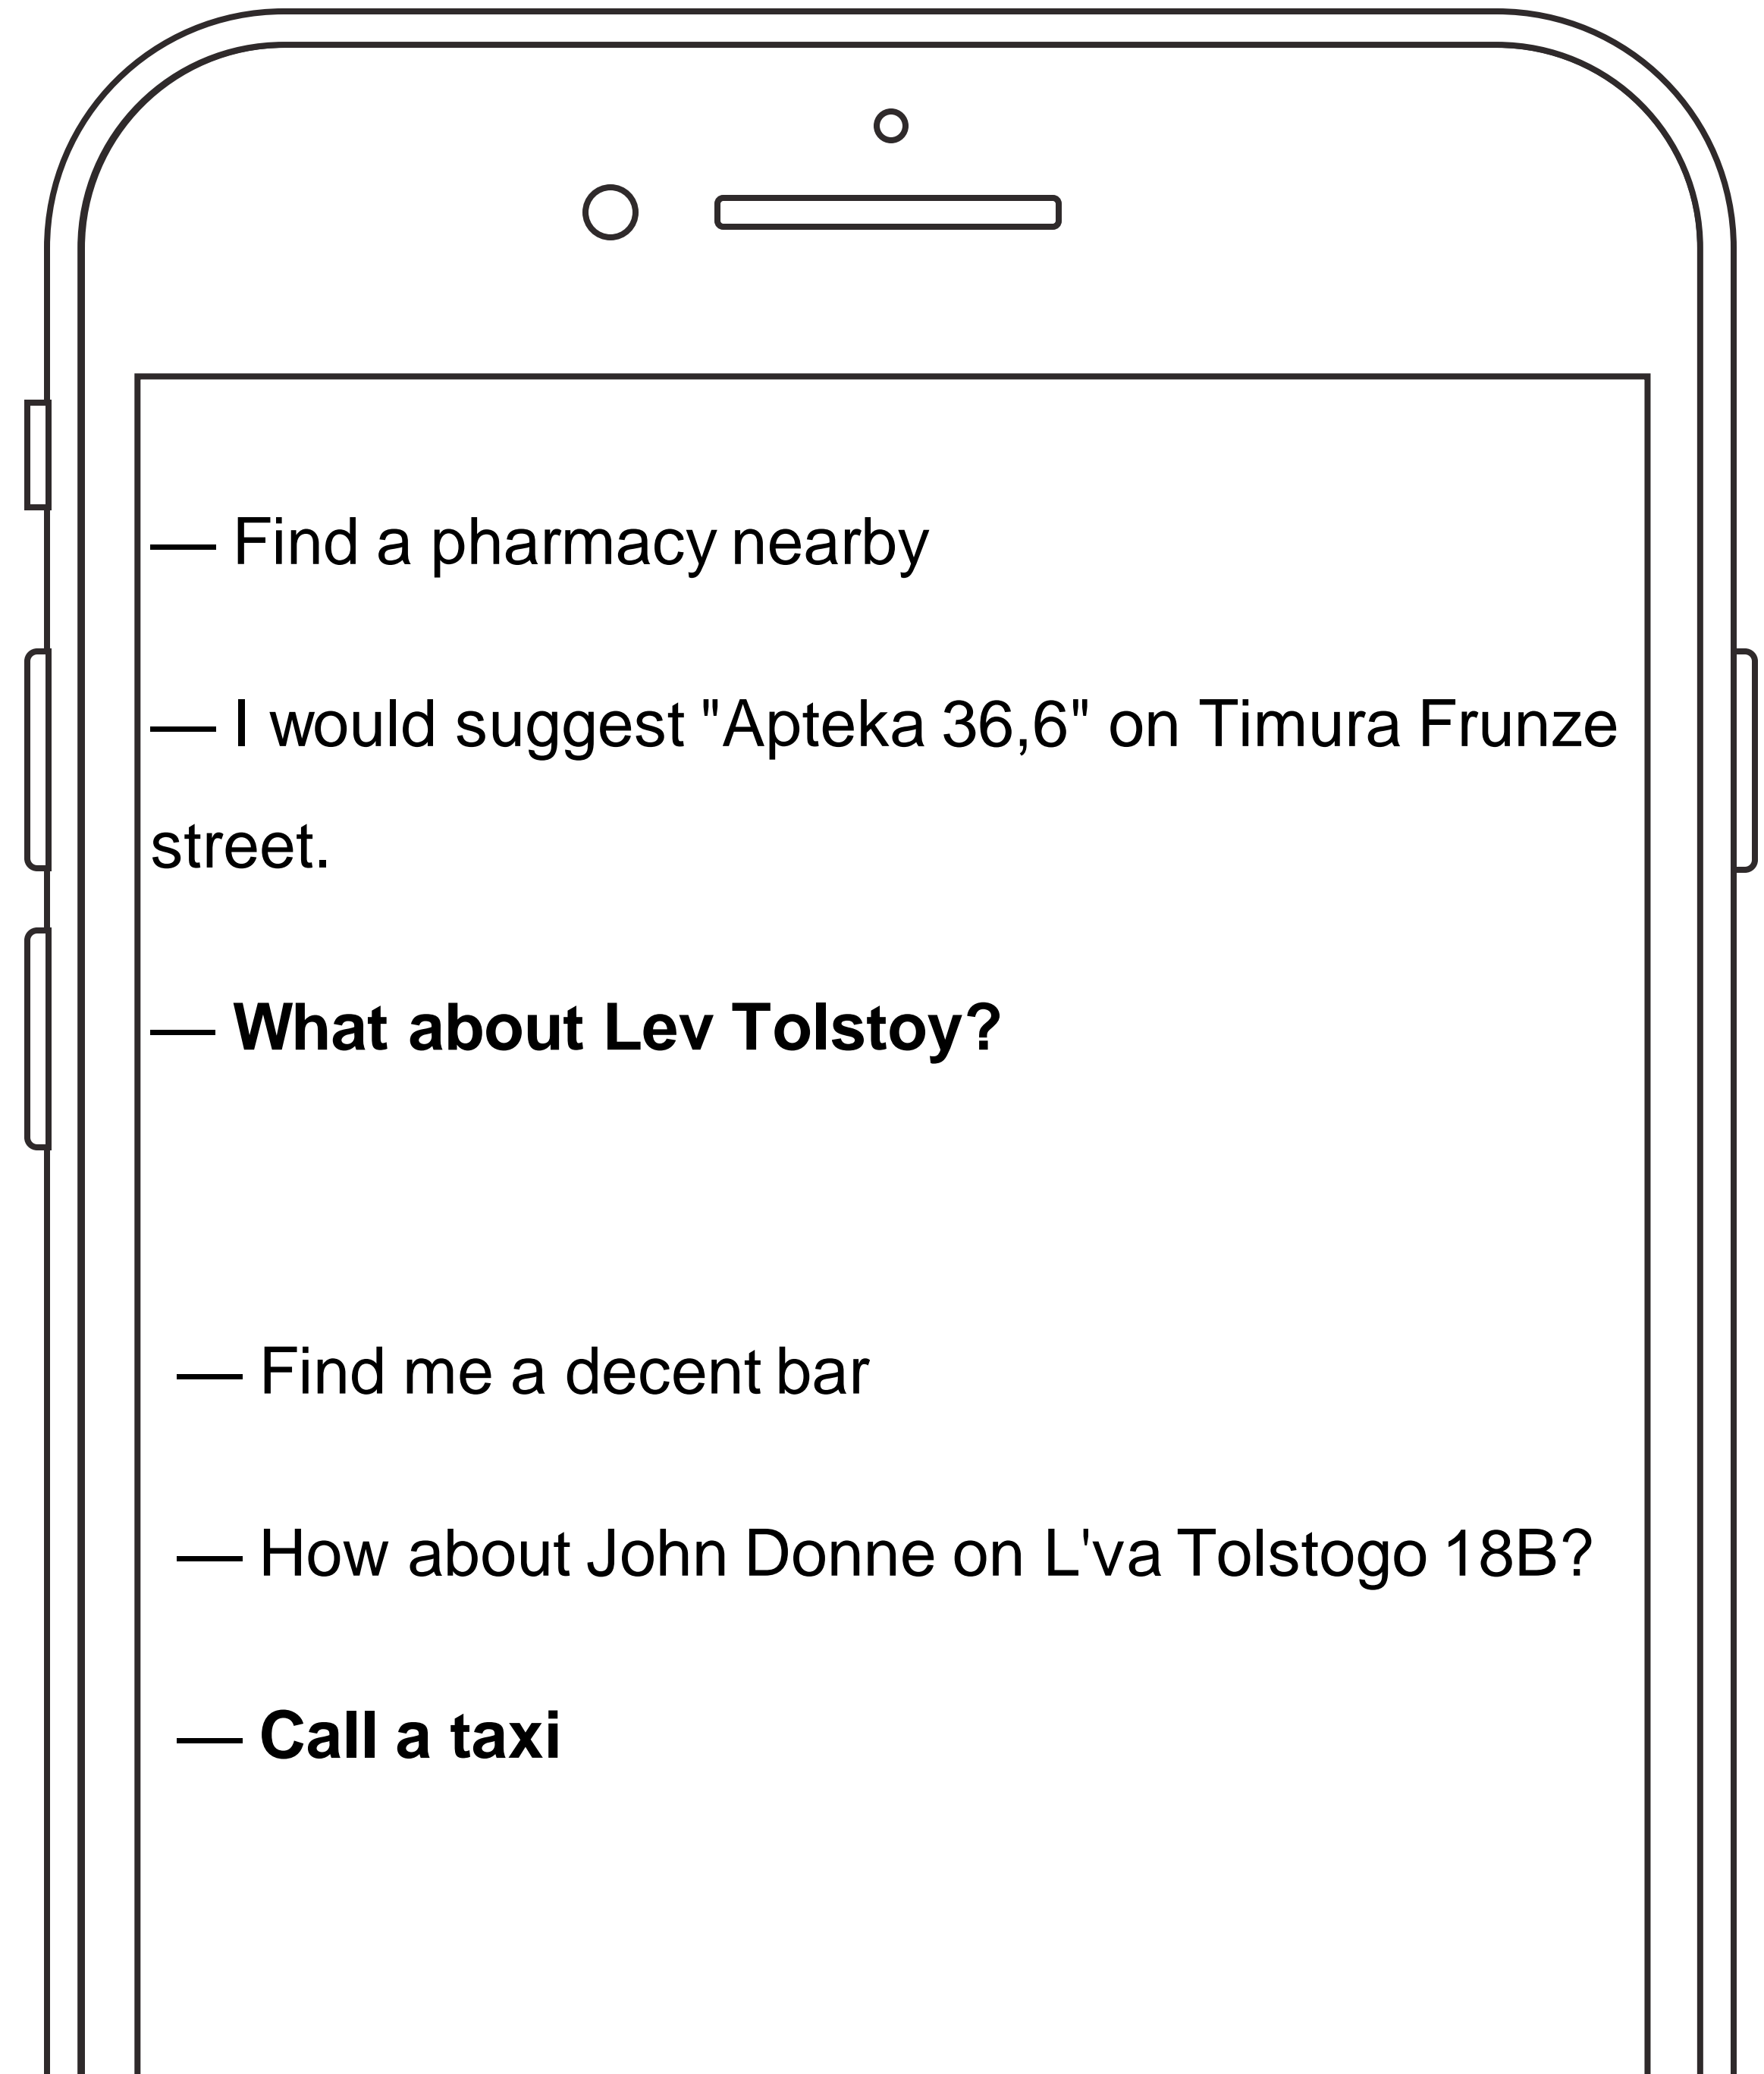 — Find a pharmacy nearby
— I would suggest "Apteka 36,6" on Timura Frunze
street.
— What about Lev Tolstoy?
— Find me a decent bar
— How about John Donne on L'va Tolstogo 18B?
— Call a taxi